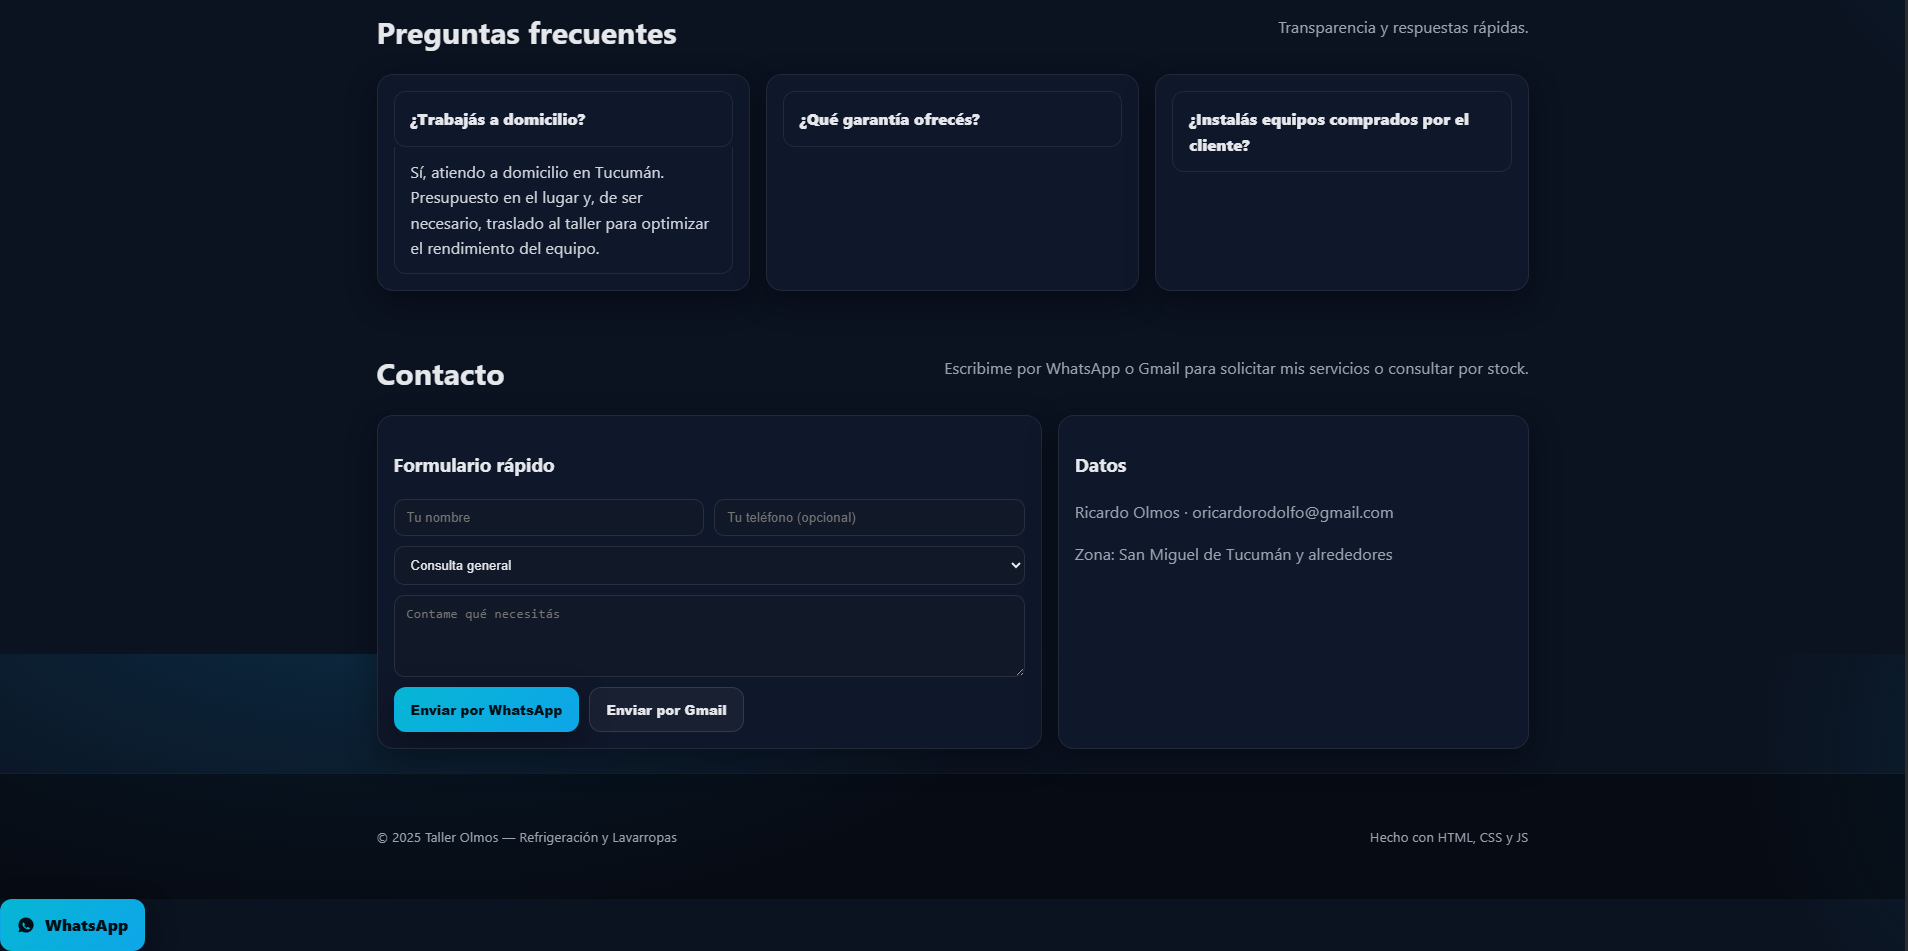 Preguntas frecuentes
Transparencia y respuestas rápidas.
¿Trabajás a domicilio?
Sí, atiendo a domicilio en Tucumán.
Presupuesto en el lugar y, de ser
necesario, traslado al taller para optimizar
el rendimiento del equipo.
¿Qué garantía ofrecés?
¿Instalás equipos comprados por el
cliente?
Contacto
Escribime por WhatsApp o Gmail para solicitar mis servicios o consultar por stock.
Formulario rápido
Tu nombre
Tu teléfono (opcional)
Consulta general
Contame qué necesitás
Enviar por WhatsApp
Enviar por Gmail
Datos
Ricardo Olmos · oricardorodolfo@gmail.com
Zona: San Miguel de Tucumán y alrededores
© 2025 Taller Olmos — Refrigeración y Lavarropas
Hecho con HTML, CSS y JS
WhatsApp